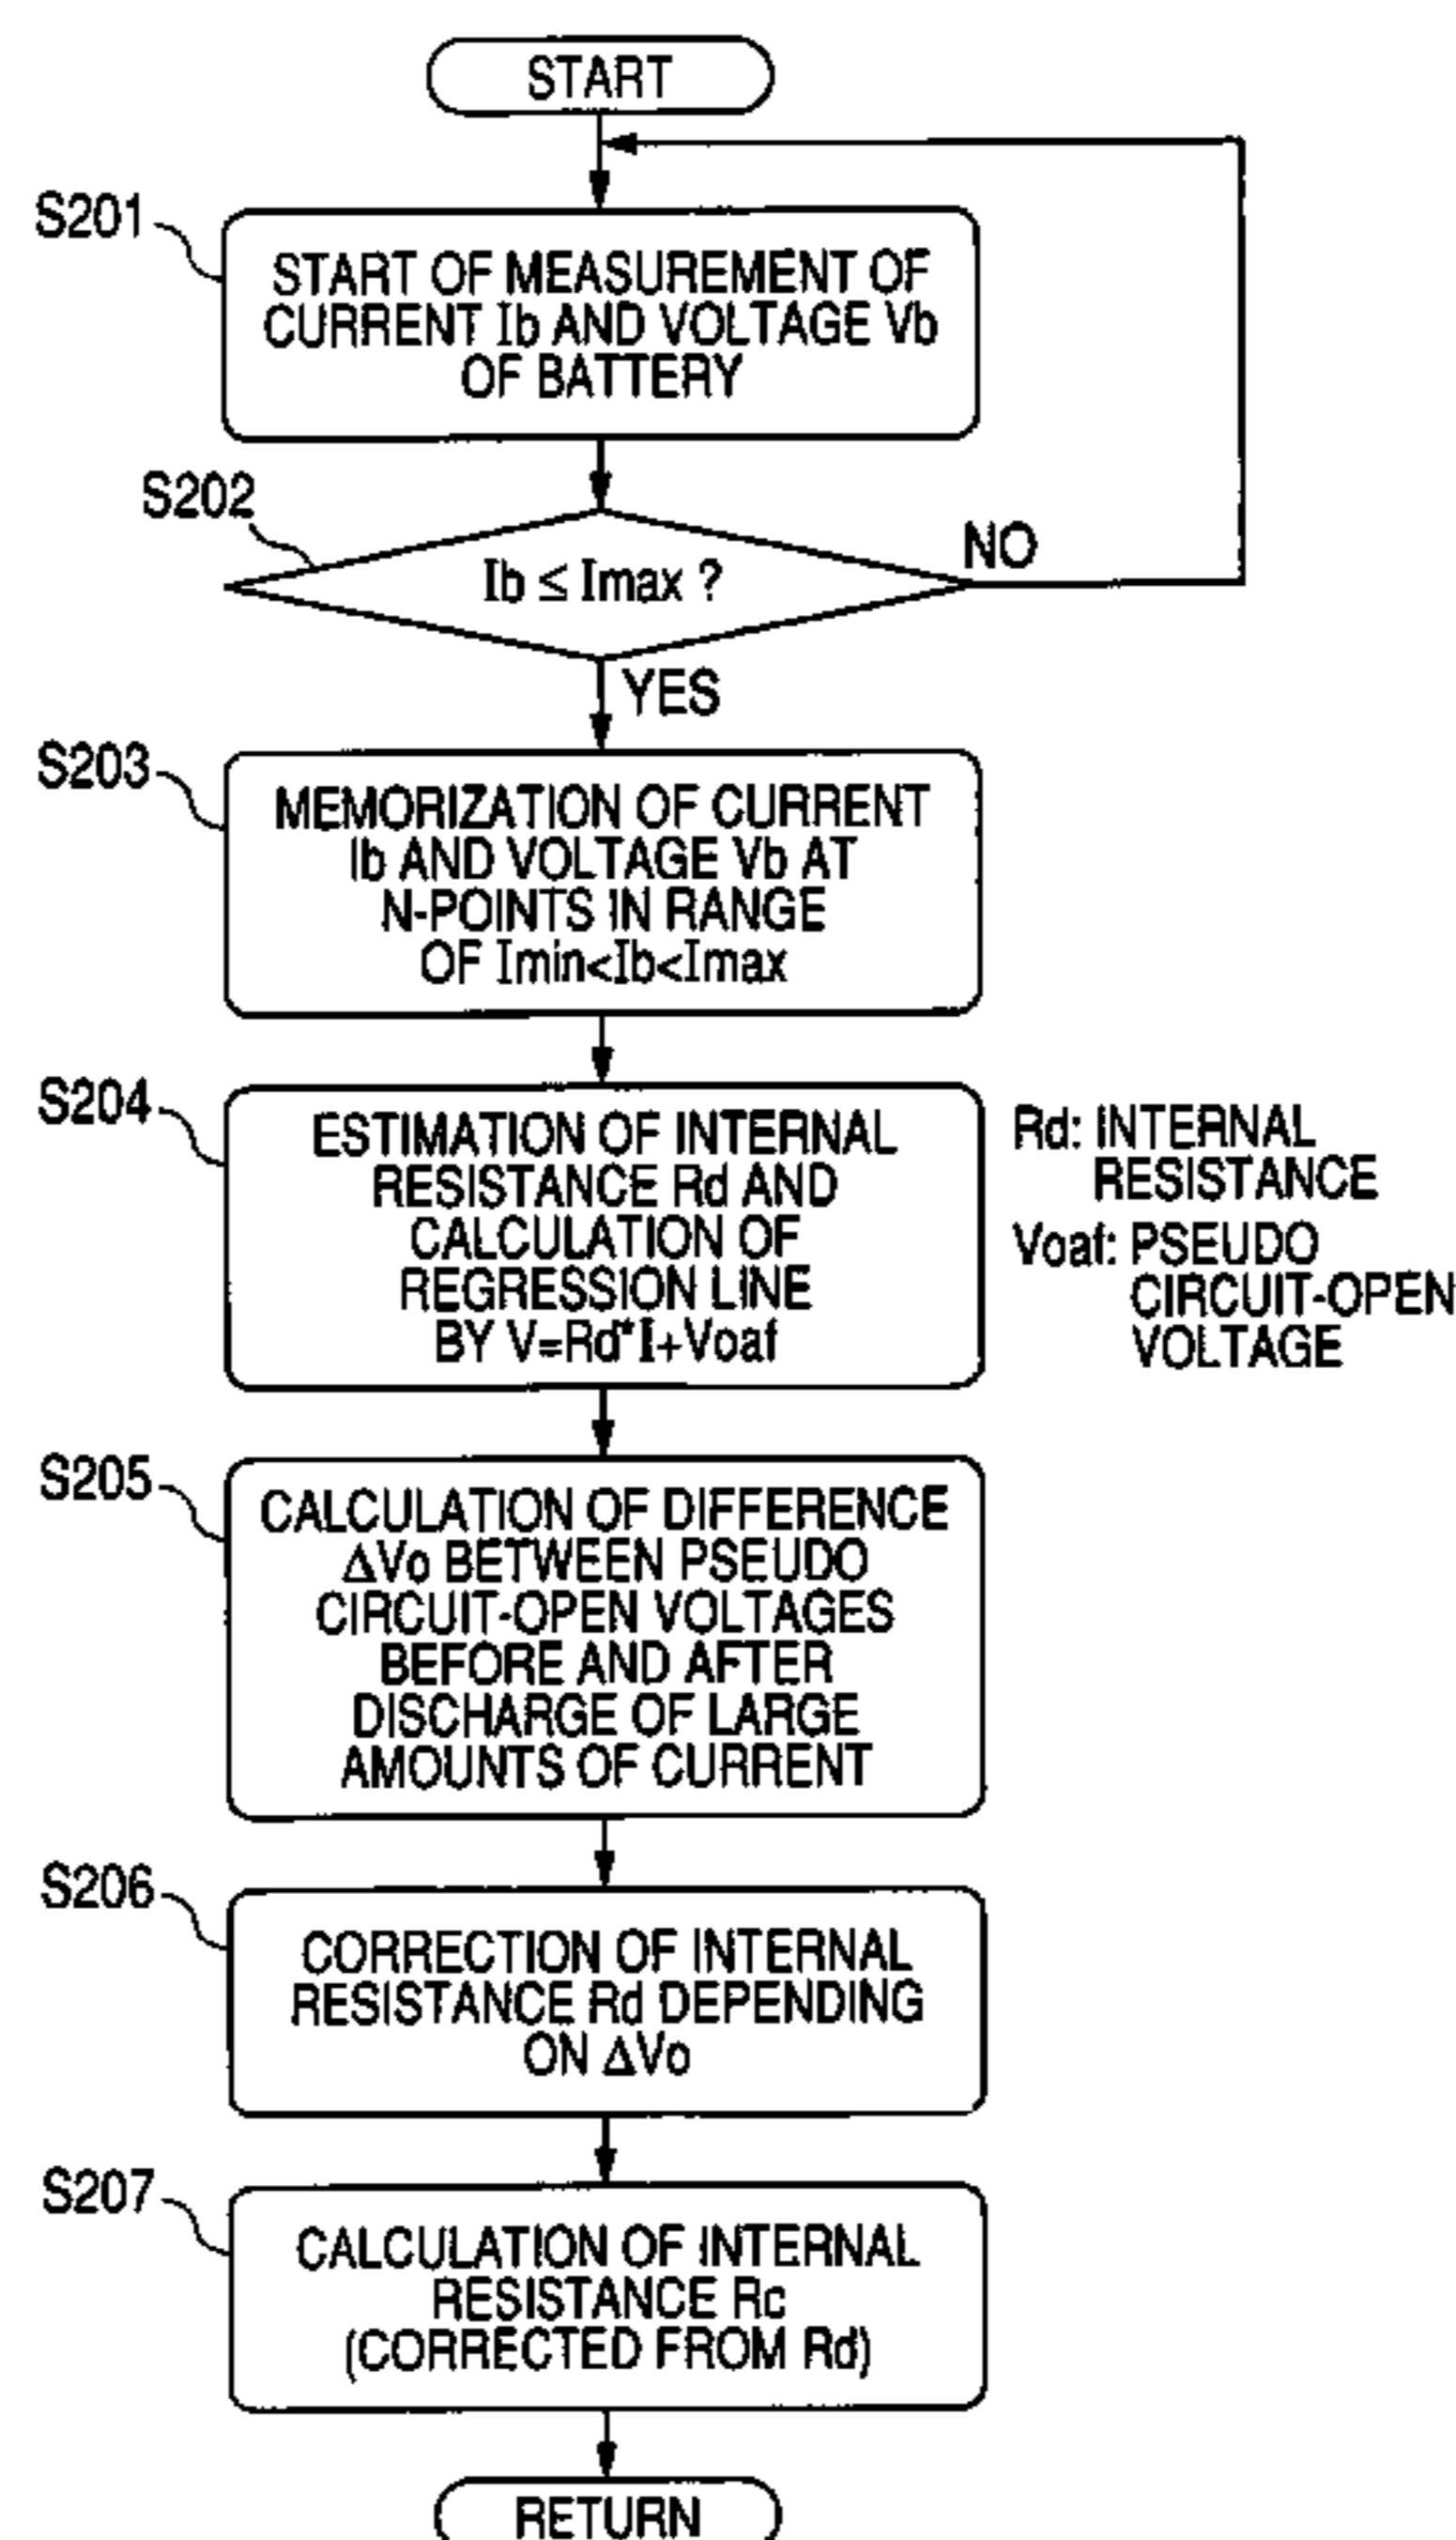 START
S201
START OF MEASUREMENT OF
CURRENT Ib AND VOLTAGE Vb
OF BATTERY
S202
Ib ≤ Imax ?
NO
YES
S203
MEMORIZATION OF CURRENT
Ib AND VOLTAGE Vb AT
N-POINTS IN RANGE
OF Imin<Ib<Imax
S204
ESTIMATION OF INTERNAL
RESISTANCE Rd AND
CALCULATION OF
REGRESSION LINE
BY V=Rd*I+Voaf
Rd: INTERNAL
RESISTANCE
Voaf: PSEUDO
CIRCUIT-OPEN
VOLTAGE
S205
CALCULATION OF DIFFERENCE
ΔVo BETWEEN PSEUDO
CIRCUIT-OPEN VOLTAGES
BEFORE AND AFTER
DISCHARGE OF LARGE
AMOUNTS OF CURRENT
S206
CORRECTION OF INTERNAL
RESISTANCE Rd DEPENDING
ON ΔVo
S207
CALCULATION OF INTERNAL
RESISTANCE Rc
(CORRECTED FROM Rd)
RETURN